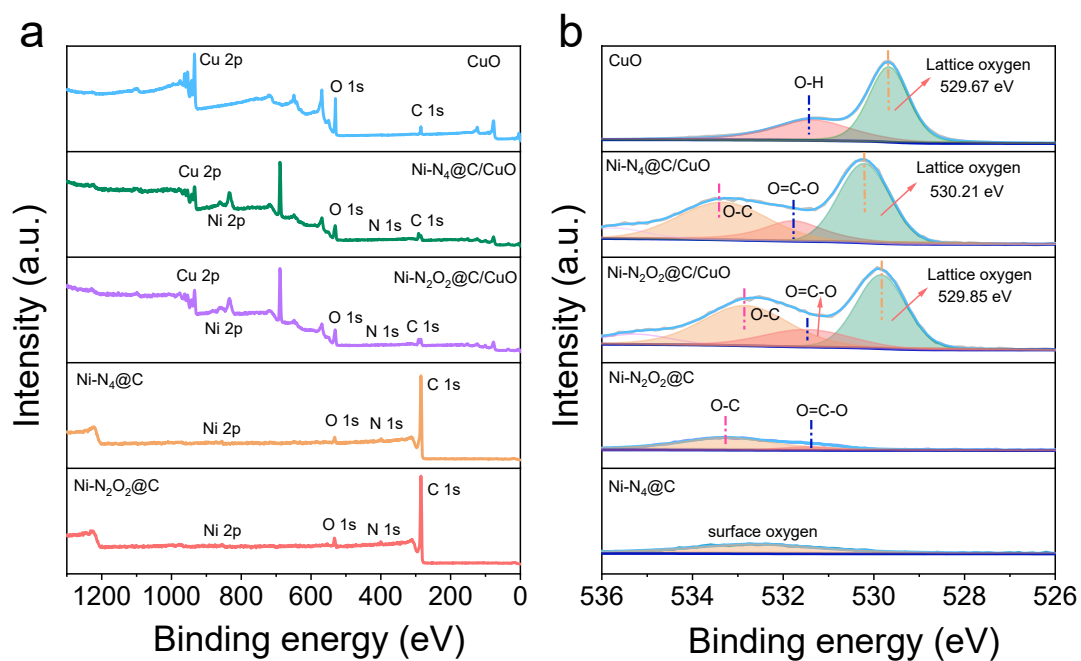 a
Intensity (a.u.)
CuO
Cu 2p
O 1s
C 1s
Ni-N₄@C/CuO
Cu 2p
Ni 2p
O 1s
N 1s
C 1s
Ni-N₂O₂@C/CuO
Cu 2p
Ni 2p
O 1s
N 1s
C 1s
Ni-N₄@C
Ni 2p
O 1s
N 1s
C 1s
Ni-N₂O₂@C
Ni 2p
O 1s
N 1s
C 1s
1200 1000 800 600 400 200 0
Binding energy (eV)
b
Intensity (a.u.)
CuO
O-H
Lattice oxygen
529.67 eV
Ni-N₄@C/CuO
O-C
O=C-O
Lattice oxygen
530.21 eV
Ni-N₂O₂@C/CuO
O-C
O=C-O
Lattice oxygen
529.85 eV
Ni-N₂O₂@C
O-C
O=C-O
Ni-N₄@C
surface oxygen
536 534 532 530 528 526
Binding energy (eV)